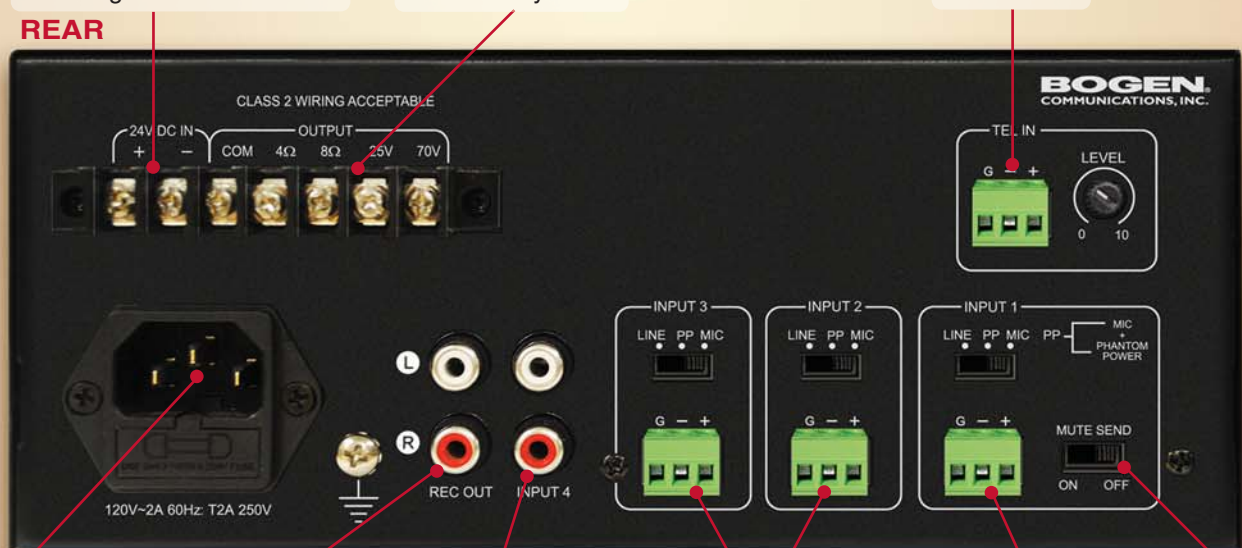 REAR
BOGEN
COMMUNICATIONS, INC.
CLASS 2 WIRING ACCEPTABLE
24V DC IN
OUTPUT
+ − COM 4Ω 8Ω 25V 70V
TEL IN
G − +
LEVEL
0 10
INPUT 3
LINE PP MIC
G − +
INPUT 2
LINE PP MIC
G − +
INPUT 1
LINE PP MIC
PP
MIC
+
PHANTOM
POWER
G − +
MUTE SEND
ON OFF
L
R
REC OUT
INPUT 4
120V~2A 60Hz: T2A 250V